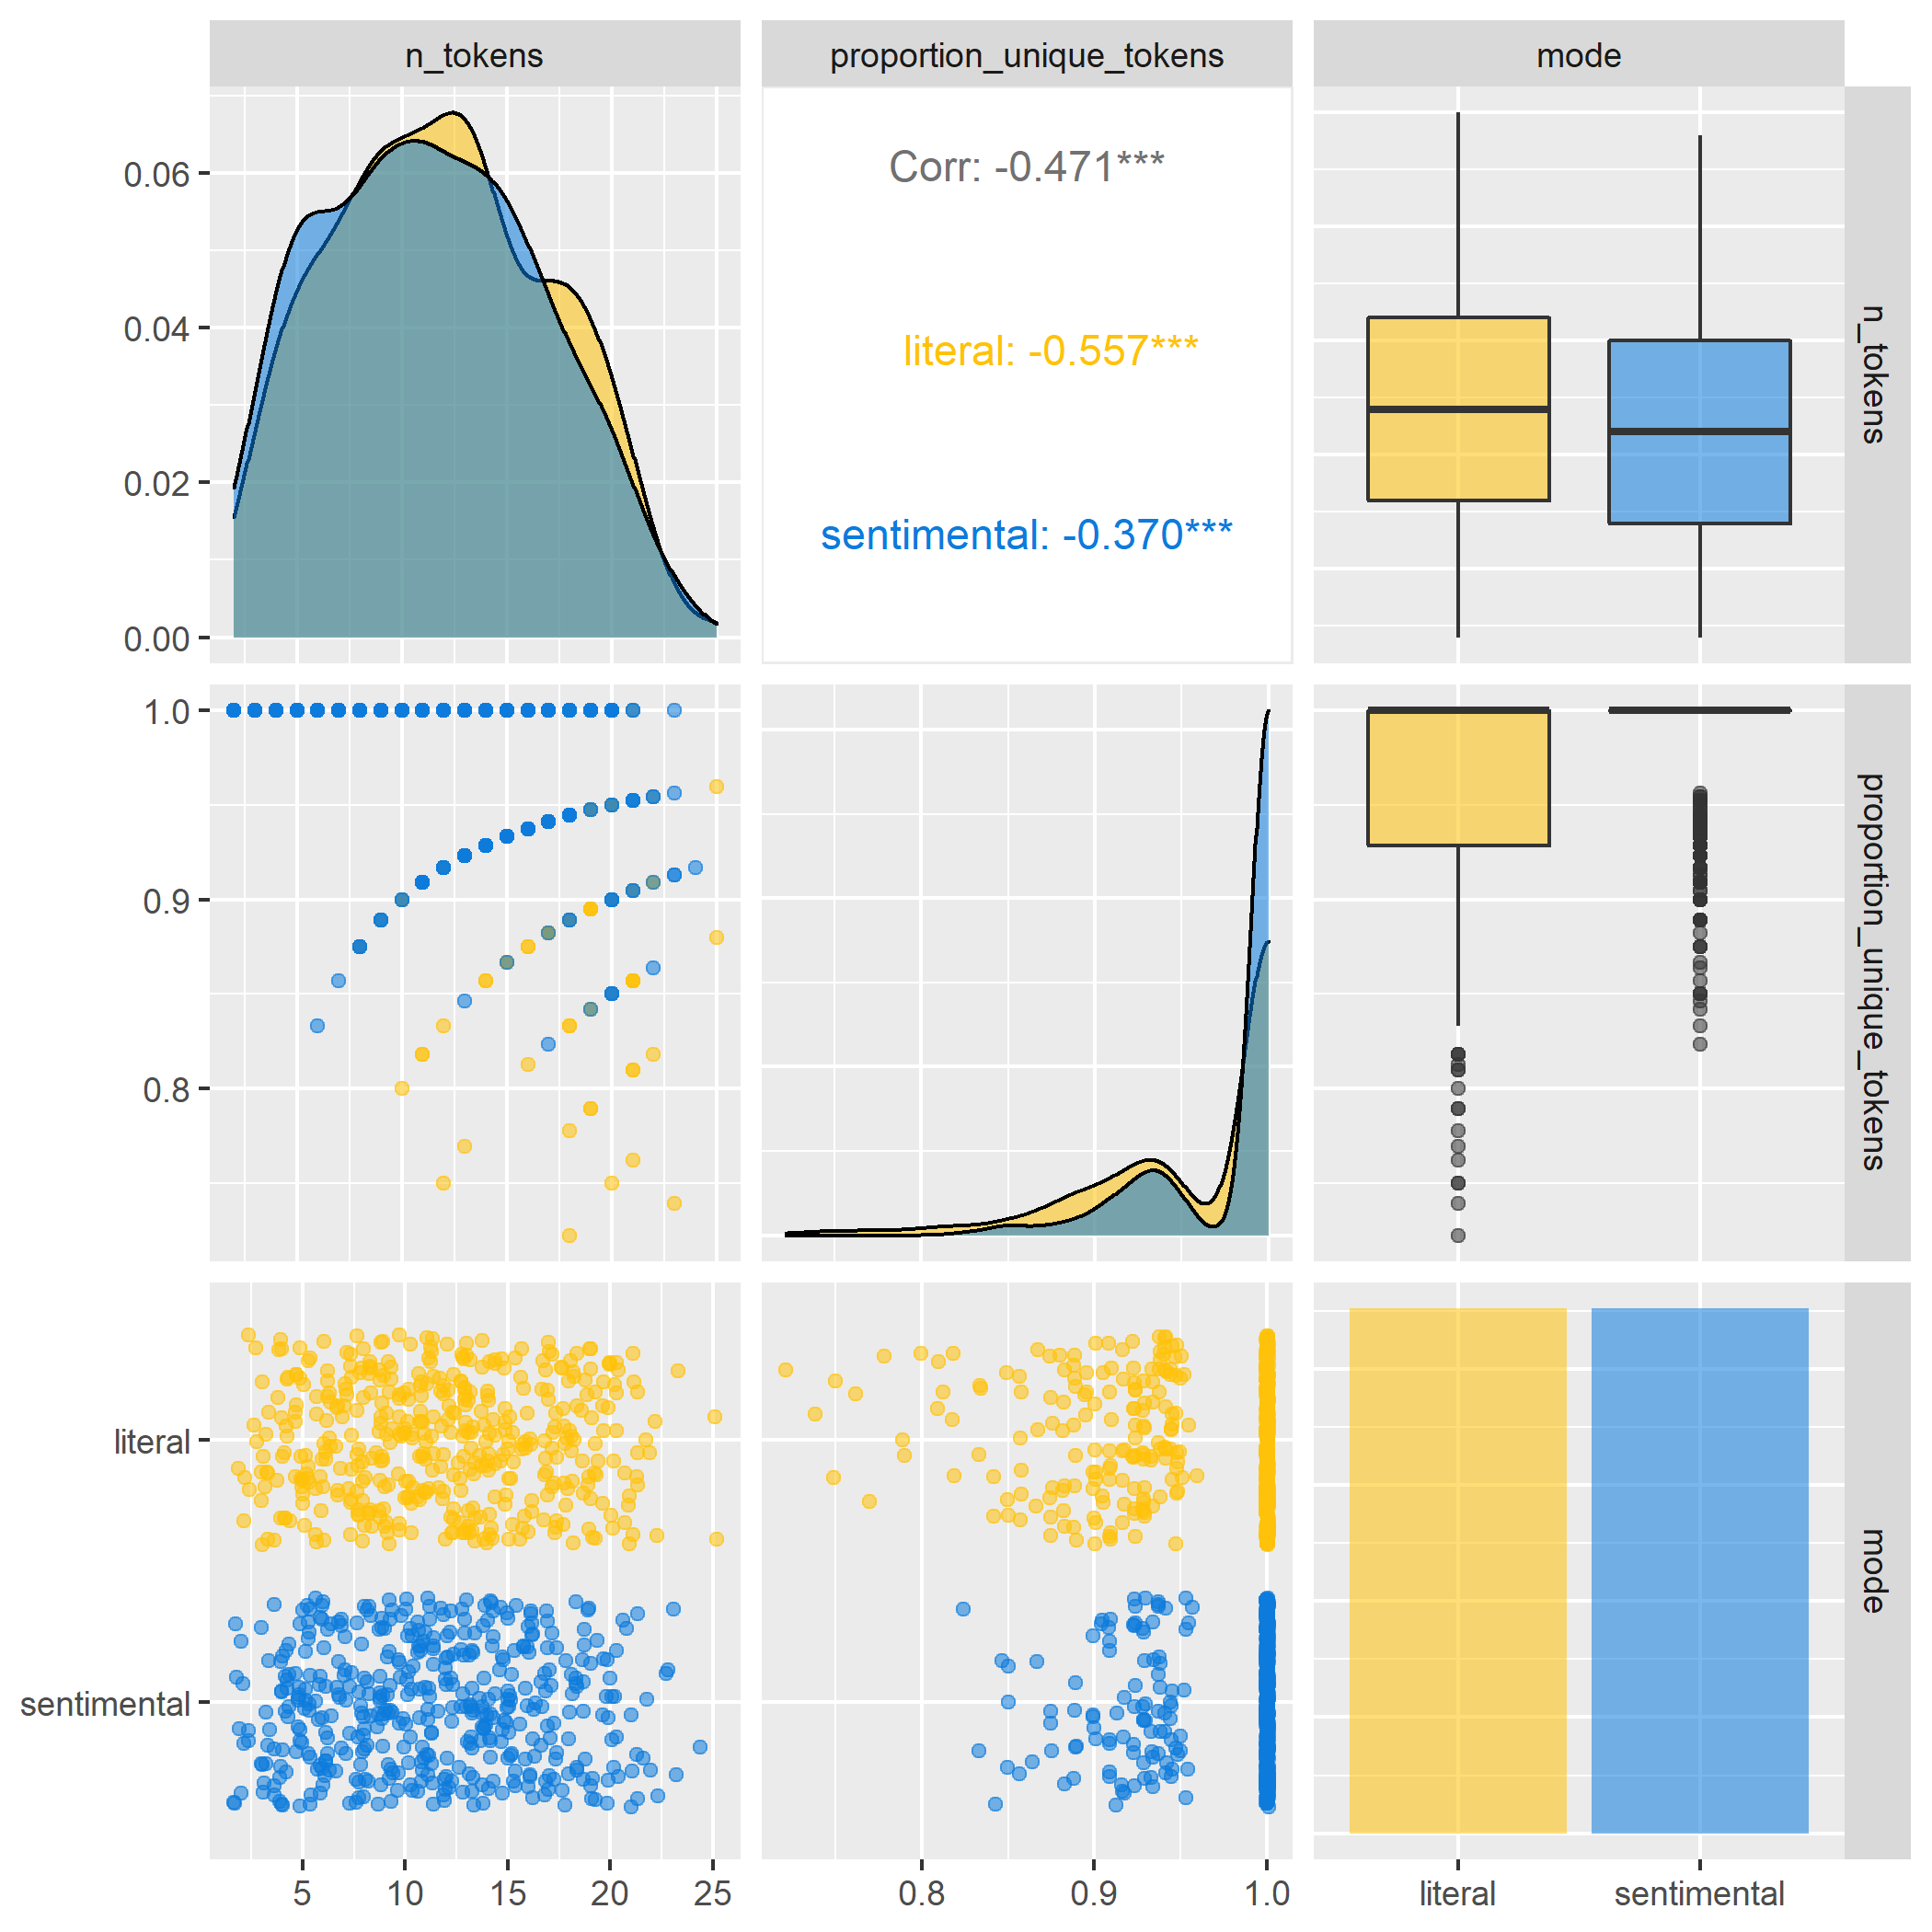 n_tokens
proportion_unique_tokens
mode
0.06
0.04
0.02
0.00
Corr: -0.471***
literal: -0.557***
sentimental: -0.370***
n_tokens
1.0
0.9
0.8
proportion_unique_tokens
literal
sentimental
mode
5 10 15 20 25
0.8 0.9 1.0
literal sentimental